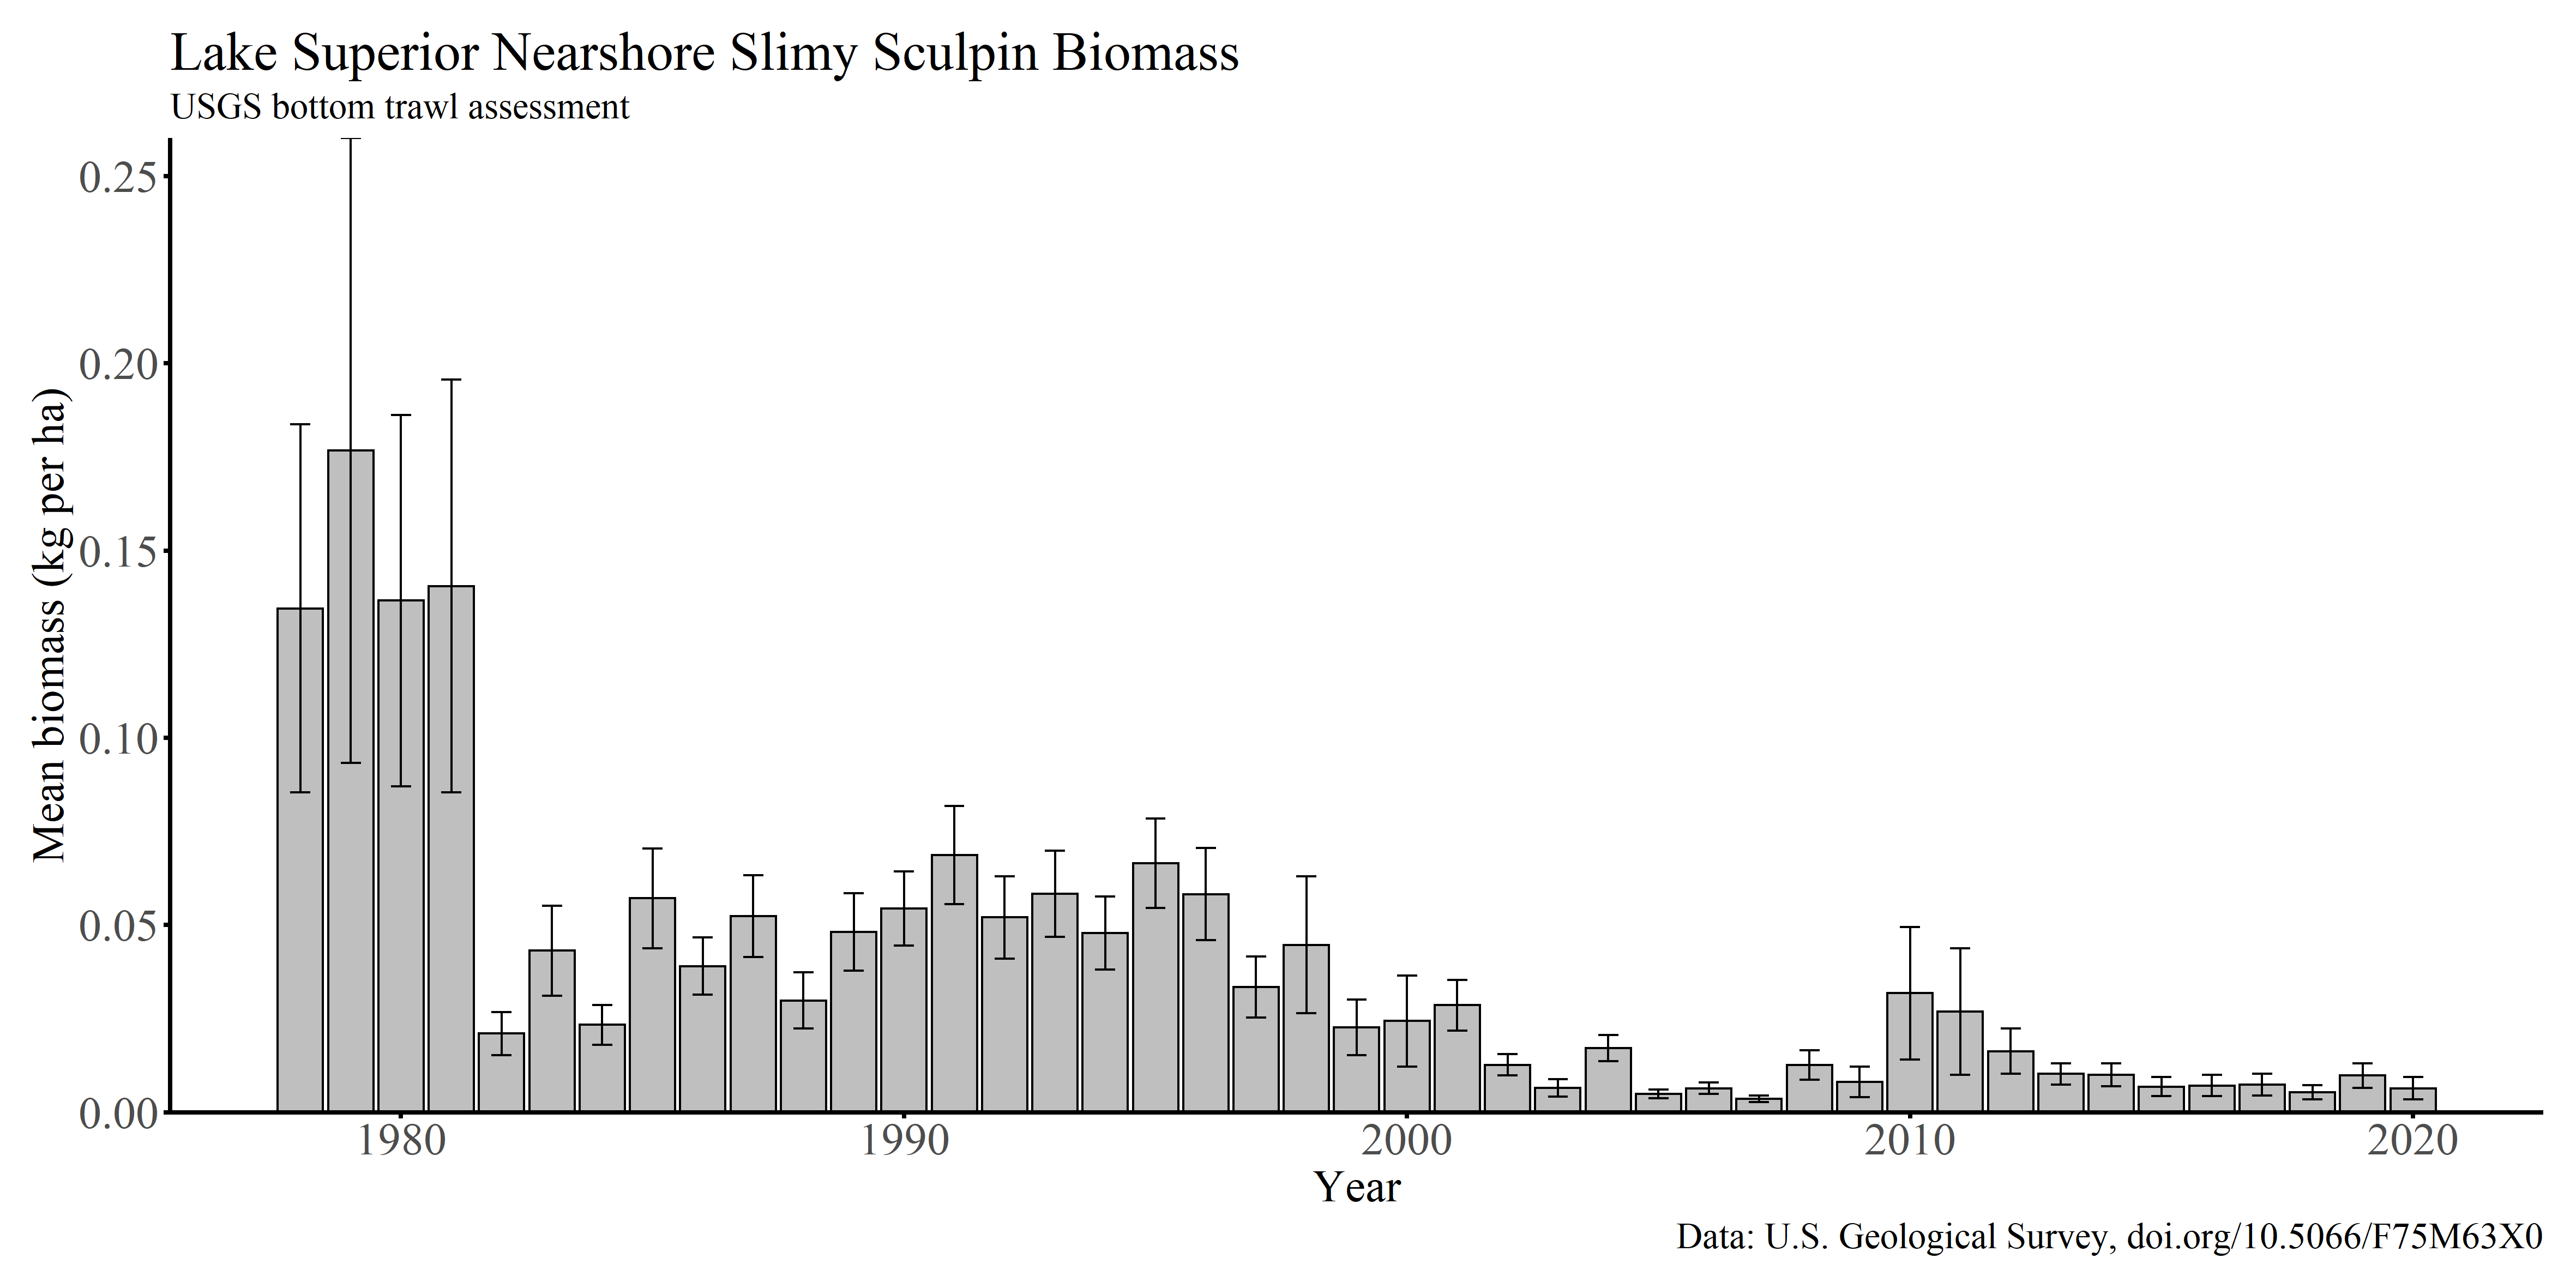 Lake Superior Nearshore Slimy Sculpin Biomass
USGS bottom trawl assessment
Mean biomass (kg per ha)
0.25
0.20
0.15
0.10
0.05
0.00
1980 1990 2000 2010 2020
Year
Data: U.S. Geological Survey, doi.org/10.5066/F75M63X0